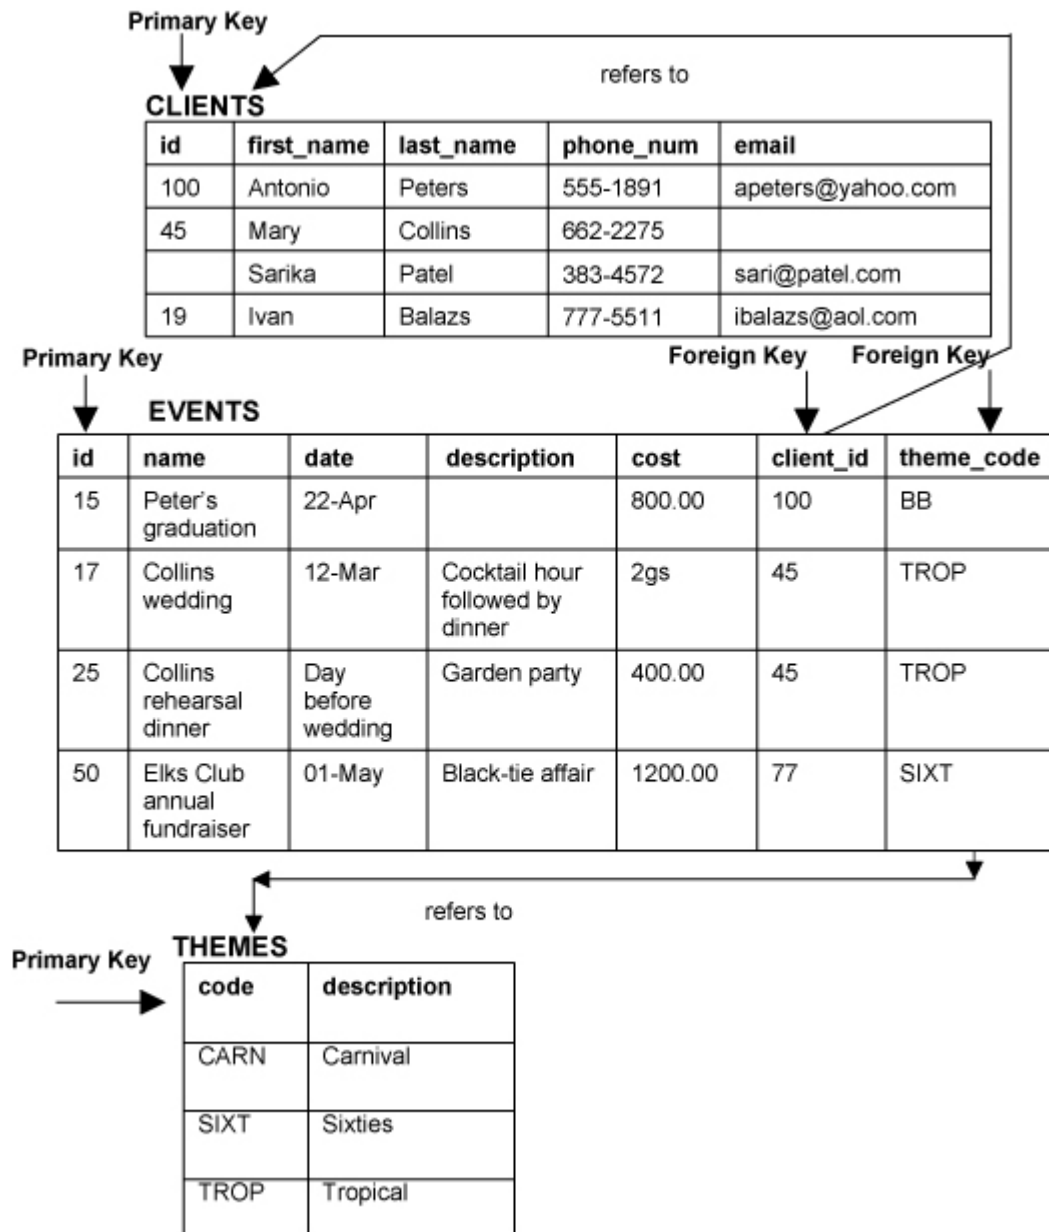 Primary Key
refers to
CLIENTS
id first_name last_name phone_num email
100 Antonio Peters 555-1891 apeters@yahoo.com
45 Mary Collins 662-2275
Sarika Patel 383-4572 sari@patel.com
19 Ivan Balazs 777-5511 ibalazs@aol.com
Primary Key Foreign Key Foreign Key
EVENTS
id name date description cost client_id theme_code
15 Peter's 22-Apr 800.00 100 BB
graduation
17 Collins 12-Mar Cocktail hour 2gs 45 TROP
wedding followed by
dinner
25 Collins Day Garden party 400.00 45 TROP
rehearsal before
dinner wedding
50 Elks Club 01-May Black-tie affair 1200.00 77 SIXT
annual
fundraiser
refers to
THEMES
Primary Key
code description
CARN Carnival
SIXT Sixties
TROP Tropical